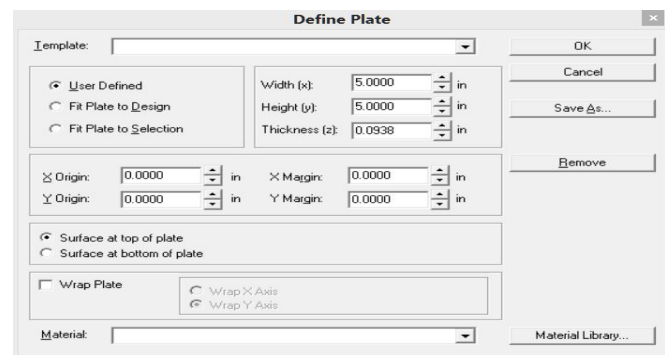 Define Plate
Template:
OK
Cancel
Save As...
Remove
User Defined
Fit Plate to Design
Fit Plate to Selection
Width (x): 5.0000 in
Height (y): 5.0000 in
Thickness (z): 0.0938 in
X Origin: 0.0000 in X Margin: 0.0000 in
Y Origin: 0.0000 in Y Margin: 0.0000 in
Surface at top of plate
Surface at bottom of plate
Wrap Plate
Wrap X Axis
Wrap Y Axis
Material:
Material Library...